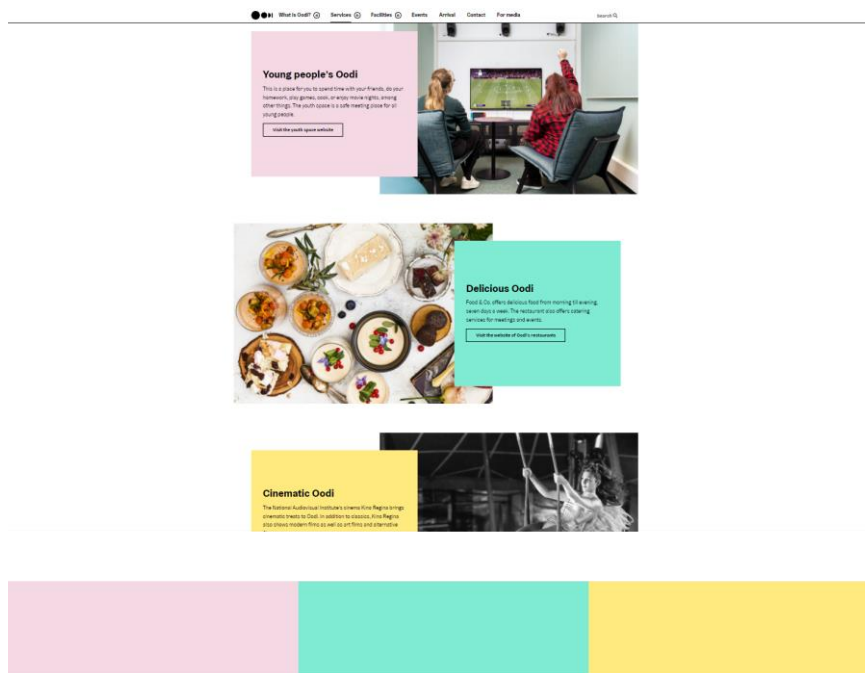 What is Oodi? Services Facilities Events Arrival Contact For media Search
Young people's Oodi
This is a place for you to spend time with your friends, do your
homework, play games, cook, or enjoy movie nights, among
other things. The youth space is a safe meeting place for all
young people.
Visit the youth space website
Delicious Oodi
Food & Co. offers delicious food from morning till evening,
seven days a week. The restaurant also offers catering
services for meetings and events.
Visit the website of Oodi's restaurants
Cinematic Oodi
The National Audiovisual Institute's cinema Kino Regina brings
cinematic treats to Oodi. In addition to classics, Kino Regina
also shows modern films as well as art films and alternative